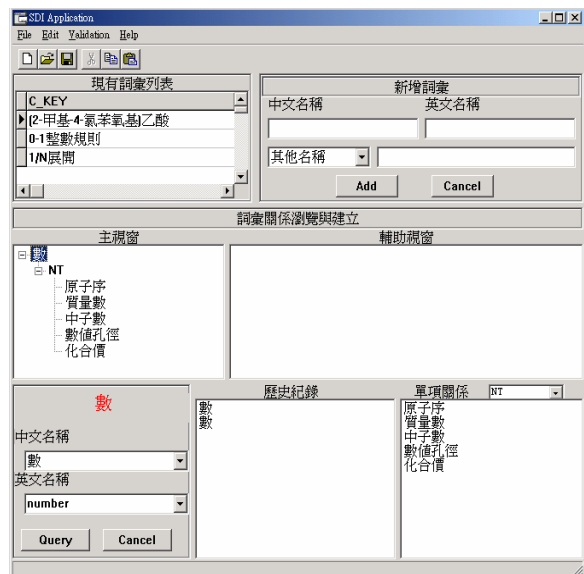 SDI Application
File Edit Validation Help
現有詞彙列表
C_KEY
(2-甲基-4-氯苯氧基)乙酸
0-1整數規則
1/N展開
新增詞彙
中文名稱 英文名稱
其他名稱
Add Cancel
詞彙關係瀏覽與建立
主視窗 輔助視窗
數
NT
原子序
質量數
中子數
數值孔徑
化合價
數
中文名稱
數
英文名稱
number
Query Cancel
歷史紀錄
數
數
單項關係 NT
原子序
質量數
中子數
數值孔徑
化合價